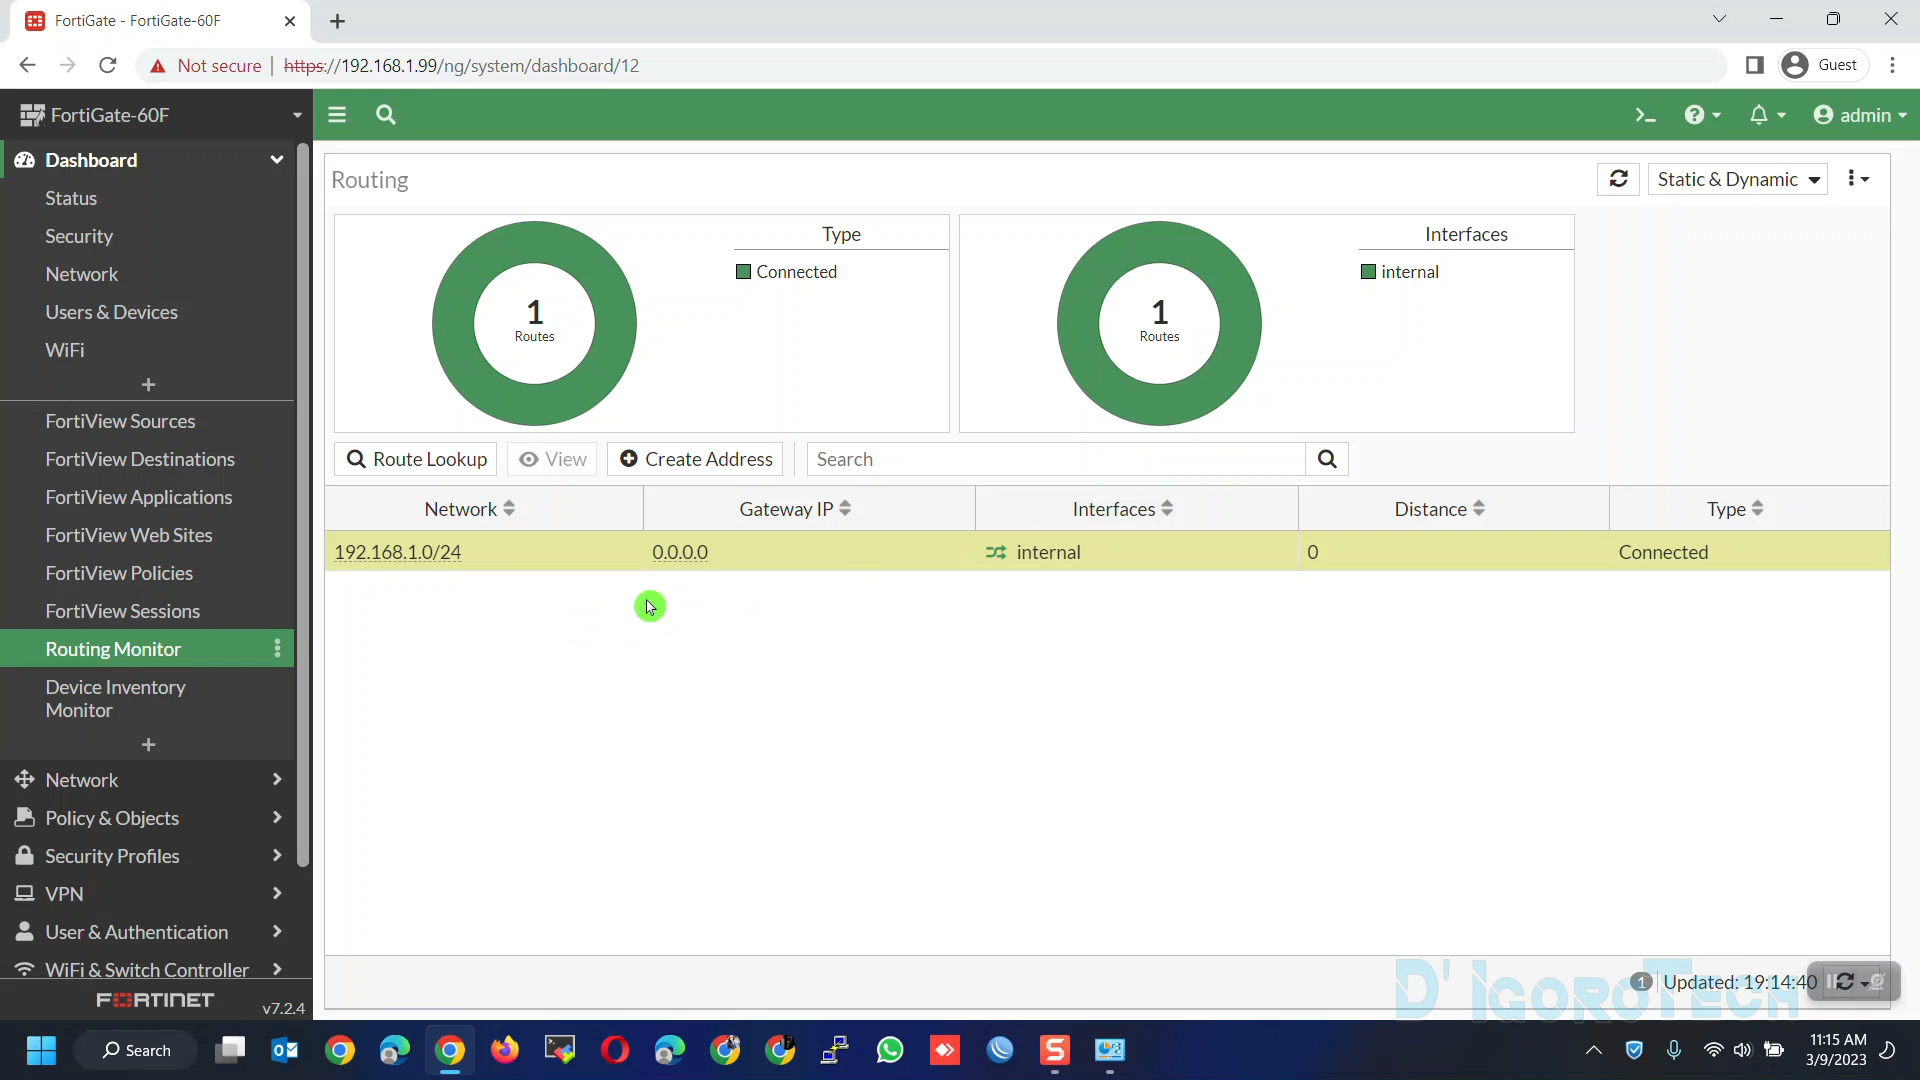 FortiGate - FortiGate-60F
Not secure | https://192.168.1.99/ng/system/dashboard/12
Guest
FortiGate-60F
admin
Dashboard
Status
Security
Network
Users & Devices
WiFi
FortiView Sources
FortiView Destinations
FortiView Applications
FortiView Web Sites
FortiView Policies
FortiView Sessions
Routing Monitor
Device Inventory
Monitor
Network
Policy & Objects
Security Profiles
VPN
User & Authentication
WiFi & Switch Controller
FORTINET
v7.2.4
Routing
Static & Dynamic
1
Routes
Type
Connected
1
Routes
Interfaces
internal
Route Lookup
View
Create Address
Search
Network Gateway IP Interfaces Distance Type
192.168.1.0/24 0.0.0.0 internal 0 Connected
D' IGOROTECH
1 Updated: 19:14:40
Search
11:15 AM
3/9/2023